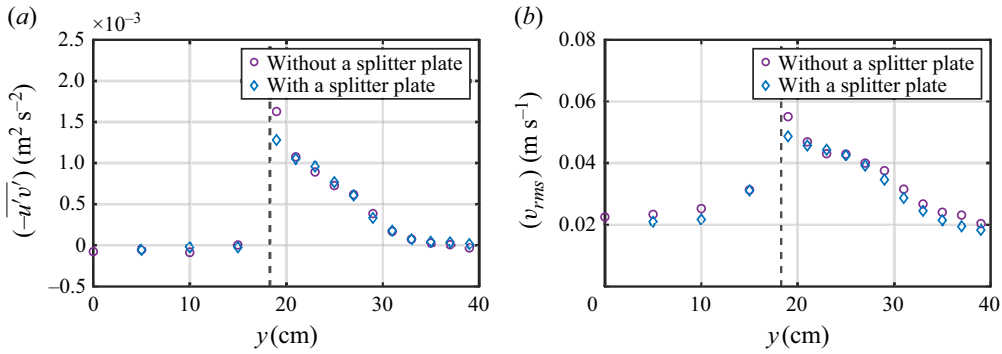 (a)
×10⁻³
2.5
2.0
1.5
1.0
0.5
0
–0.5
(–u′v′) (m² s⁻²)
Without a splitter plate
With a splitter plate
0 10 20 30 40
y (cm)
(b)
0.08
0.06
0.04
0.02
(v_rms) (m s⁻¹)
Without a splitter plate
With a splitter plate
0 10 20 30 40
y (cm)